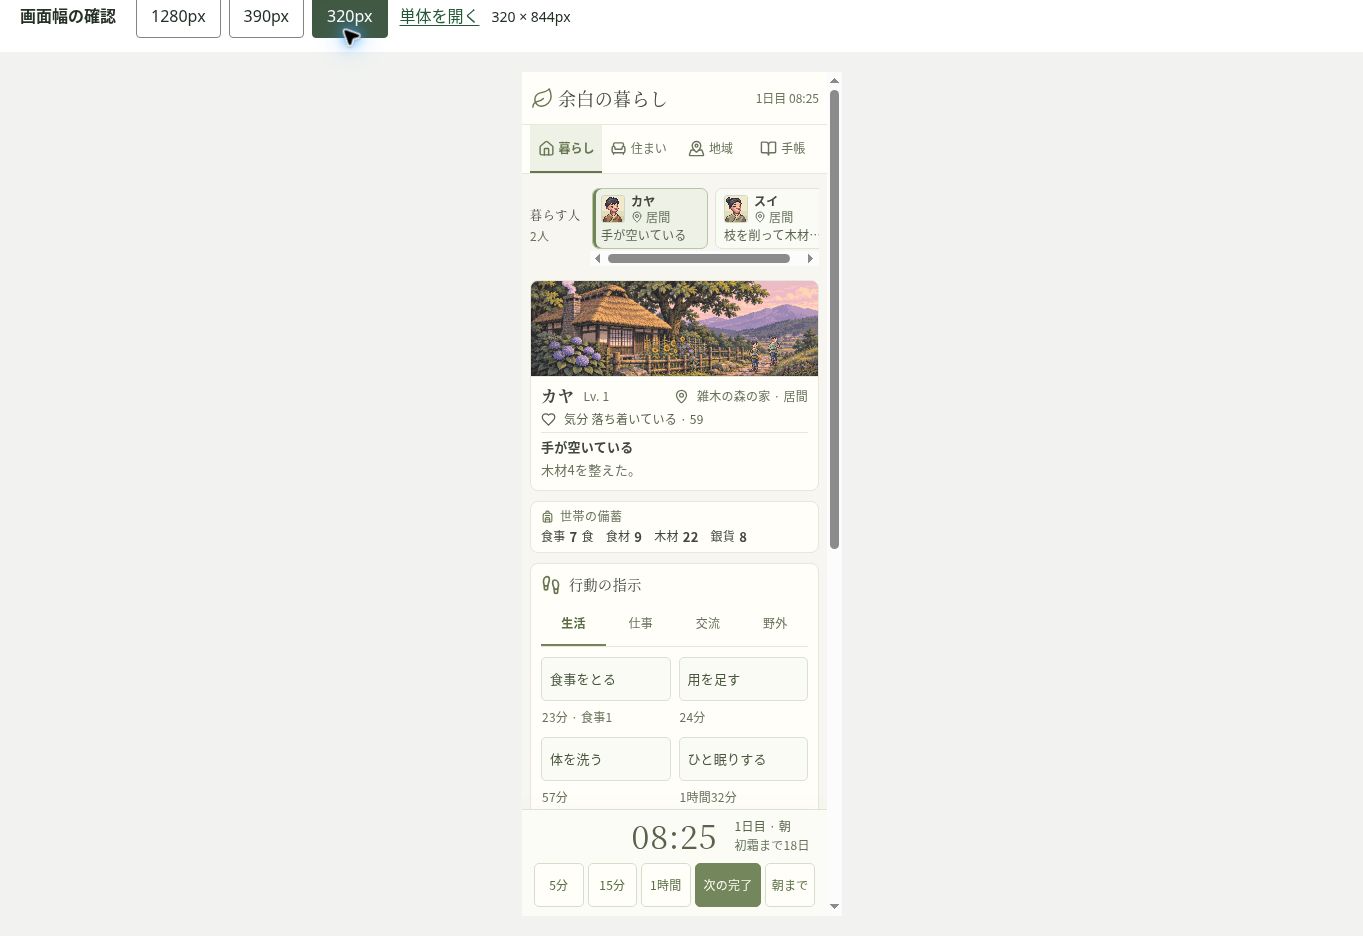 画面幅の確認 1280px 390px 320px 単体を開く 320 × 844px
余白の暮らし 1日目 08:25
暮らし 住まい 地域 手帳
暮らす人
2人
カヤ
居間
手が空いている
スイ
居間
枝を削って木材…
カヤ Lv. 1 雑木の森の家 · 居間
気分 落ち着いている · 59
手が空いている
木材4を整えた。
世帯の備蓄
食事 7 食 食材 9 木材 22 銀貨 8
行動の指示
生活 仕事 交流 野外
食事をとる 用を足す
23分 · 食事1 24分
体を洗う ひと眠りする
57分 1時間32分
08:25
1日目 · 朝
初霜まで18日
5分 15分 1時間 次の完了 朝まで